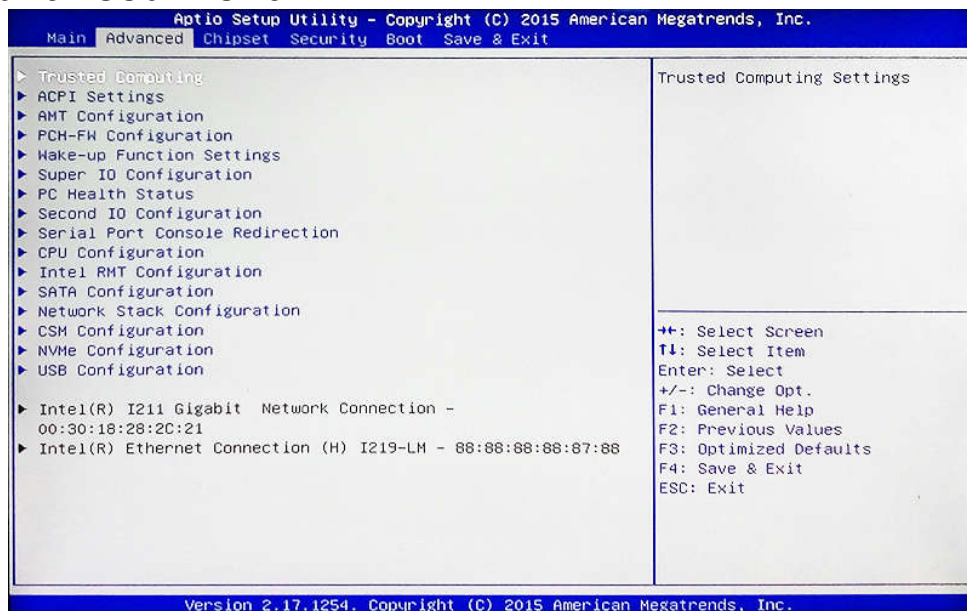 Aptio Setup Utility – Copyright (C) 2015 American Megatrends, Inc.
Main Advanced Chipset Security Boot Save & Exit
▶ Trusted Computing
▶ ACPI Settings
▶ AMT Configuration
▶ PCH-FW Configuration
▶ Wake-up Function Settings
▶ Super IO Configuration
▶ PC Health Status
▶ Second IO Configuration
▶ Serial Port Console Redirection
▶ CPU Configuration
▶ Intel RMT Configuration
▶ SATA Configuration
▶ Network Stack Configuration
▶ CSM Configuration
▶ NVMe Configuration
▶ USB Configuration
▶ Intel(R) I211 Gigabit Network Connection –
00:30:18:28:2C:21
▶ Intel(R) Ethernet Connection (H) I219-LM – 88:88:88:88:87:88
Trusted Computing Settings
→←: Select Screen
↑↓: Select Item
Enter: Select
+/-: Change Opt.
F1: General Help
F2: Previous Values
F3: Optimized Defaults
F4: Save & Exit
ESC: Exit
Version 2.17.1254. Copyright (C) 2015 American Megatrends, Inc.